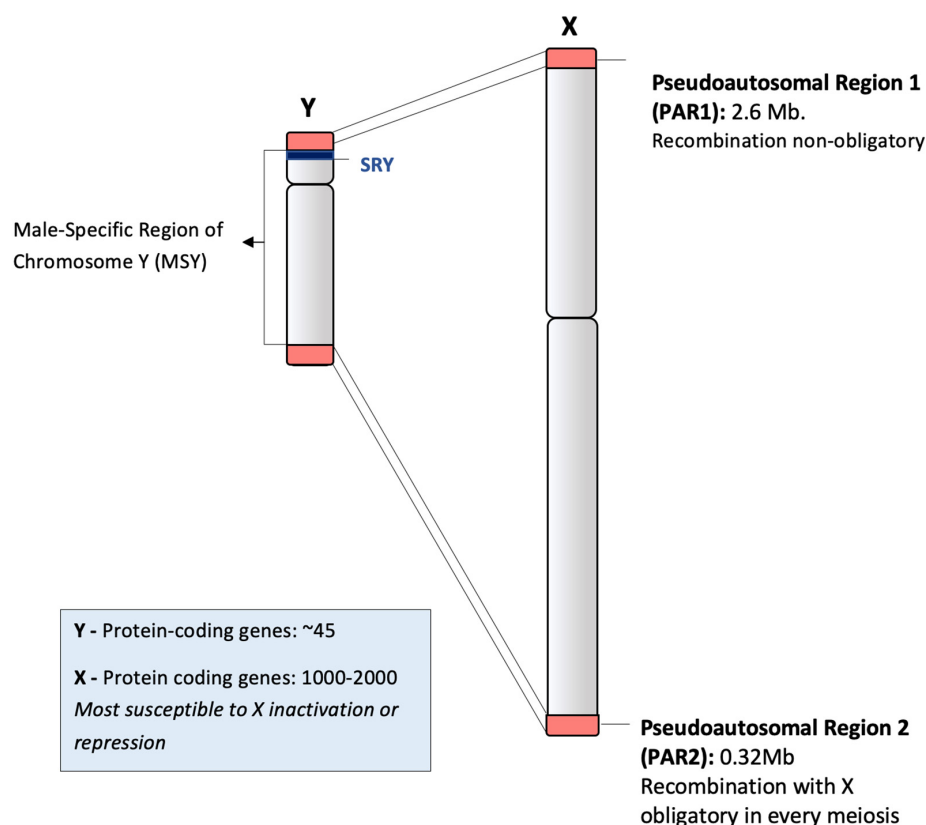 X
Y
Pseudoautosomal Region 1
(PAR1): 2.6 Mb.
Recombination non-obligatory
SRY
Male-Specific Region of
Chromosome Y (MSY)
Y - Protein-coding genes: ~45
X - Protein coding genes: 1000-2000
Most susceptible to X inactivation or
repression
Pseudoautosomal Region 2
(PAR2): 0.32Mb
Recombination with X
obligatory in every meiosis